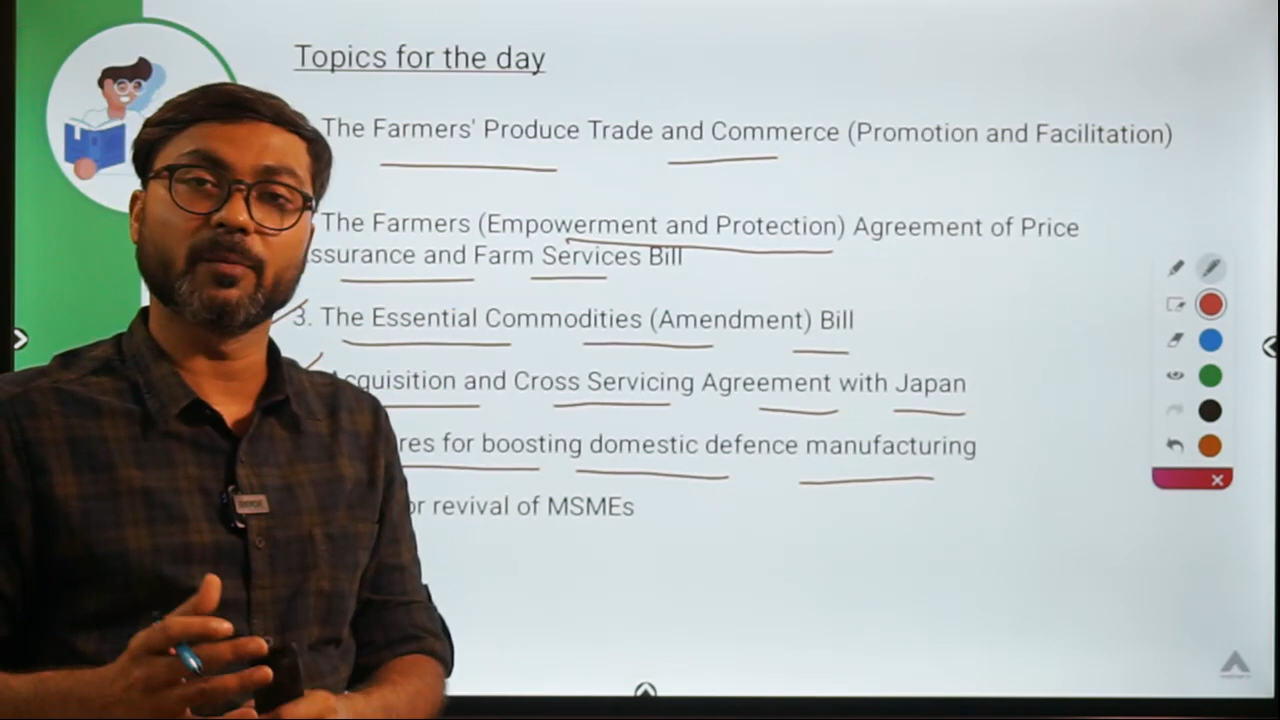 Topics for the day
The Farmers' Produce Trade and Commerce (Promotion and Facilitation)
The Farmers (Empowerment and Protection) Agreement of Price
ssurance and Farm Services Bill
3. The Essential Commodities (Amendment) Bill
Acquisition and Cross Servicing Agreement with Japan
res for boosting domestic defence manufacturing
or revival of MSMEs